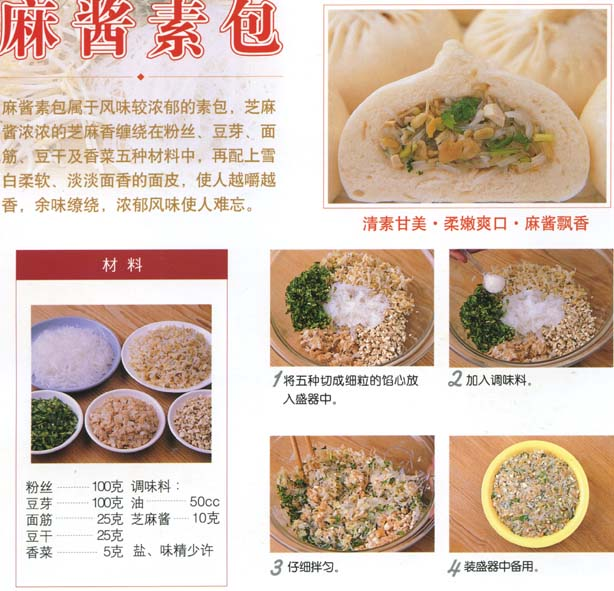 麻酱素包
麻酱素包属于风味较浓郁的素包，芝麻
酱浓浓的芝麻香缠绕在粉丝、豆芽、面
筋、豆干及香菜五种材料中，再配上雪
白柔软、淡淡面香的面皮，使人越嚼越
香，余味缭绕，浓郁风味使人难忘。
清素甘美·柔嫩爽口·麻酱飘香
材料
粉丝 ········· 100克
豆芽 ········· 100克
面筋 ········· 25克
豆干 ········· 25克
香菜 ········· 5克
调味料：
油 ········· 50cc
芝麻酱 ···· 10克
盐、味精少许
1 将五种切成细粒的馅心放
入盛器中。
2 加入调味料。
3 仔细拌匀。
4 装盛器中备用。